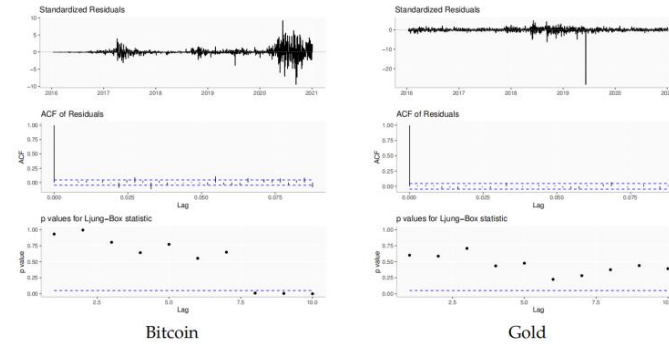 Standardized Residuals
10
5
0
-5
-10
2016 2017 2018 2019 2020 2021
ACF of Residuals
ACF
1.00
0.75
0.50
0.25
0.00
0.000 0.025 0.050 0.075
Lag
p values for Ljung-Box statistic
p value
1.00
0.75
0.50
0.25
0.00
2.5 5.0 7.5 10.0
Lag
Bitcoin
Standardized Residuals
0
-10
-20
2016 2017 2018 2019 2020 202
ACF of Residuals
ACF
1.00
0.75
0.50
0.25
0.00
0.000 0.025 0.050 0.075
Lag
p values for Ljung-Box statistic
p value
1.00
0.75
0.50
0.25
0.00
2.5 5.0 7.5 10.
Lag
Gold